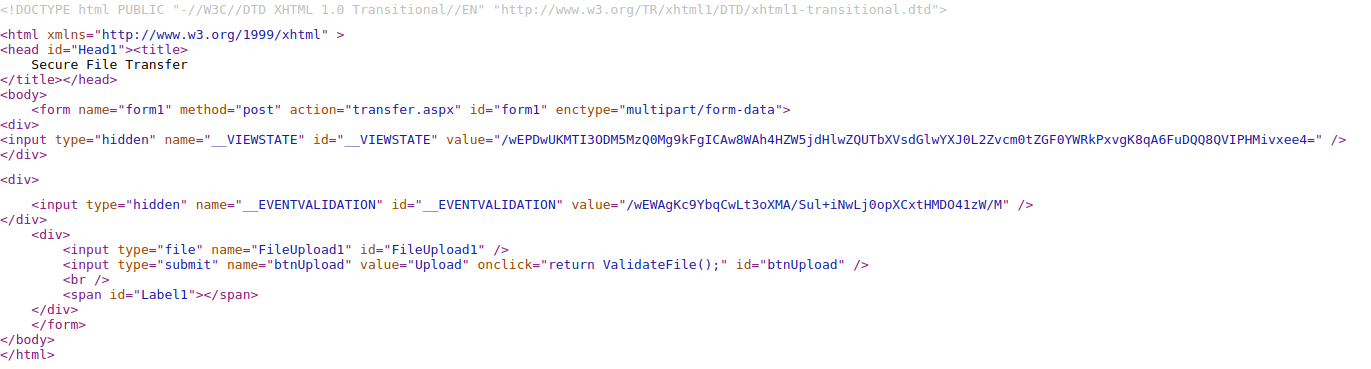 <!DOCTYPE html PUBLIC "-//W3C//DTD XHTML 1.0 Transitional//EN" "http://www.w3.org/TR/xhtml1/DTD/xhtml1-transitional.dtd">
<html xmlns="http://www.w3.org/1999/xhtml" >
<head id="Head1"><title>
Secure File Transfer
</title></head>
<body>
<form name="form1" method="post" action="transfer.aspx" id="form1" enctype="multipart/form-data">
<div>
<input type="hidden" name="__VIEWSTATE" id="__VIEWSTATE" value="/wEPDwUKMTI3ODM5MzQ0Mg9kFgICAw8WAh4HZW5jdHlwZQUTbXVsdGlwYXJ0L2Zvcm0tZGF0YWRkPxvgK8qA6FuDQQ8QVIPHMivxee4=" />
</div>
<div>
<input type="hidden" name="__EVENTVALIDATION" id="__EVENTVALIDATION" value="/wEWAgKc9YbqCwLt3oXMA/Sul+iNwLj0opXCxtHMDO41zW/M" />
</div>
<div>
<input type="file" name="FileUpload1" id="FileUpload1" />
<input type="submit" name="btnUpload" value="Upload" onclick="return ValidateFile();" id="btnUpload" />
<br />
<span id="Label1"></span>
</div>
</form>
</body>
</html>